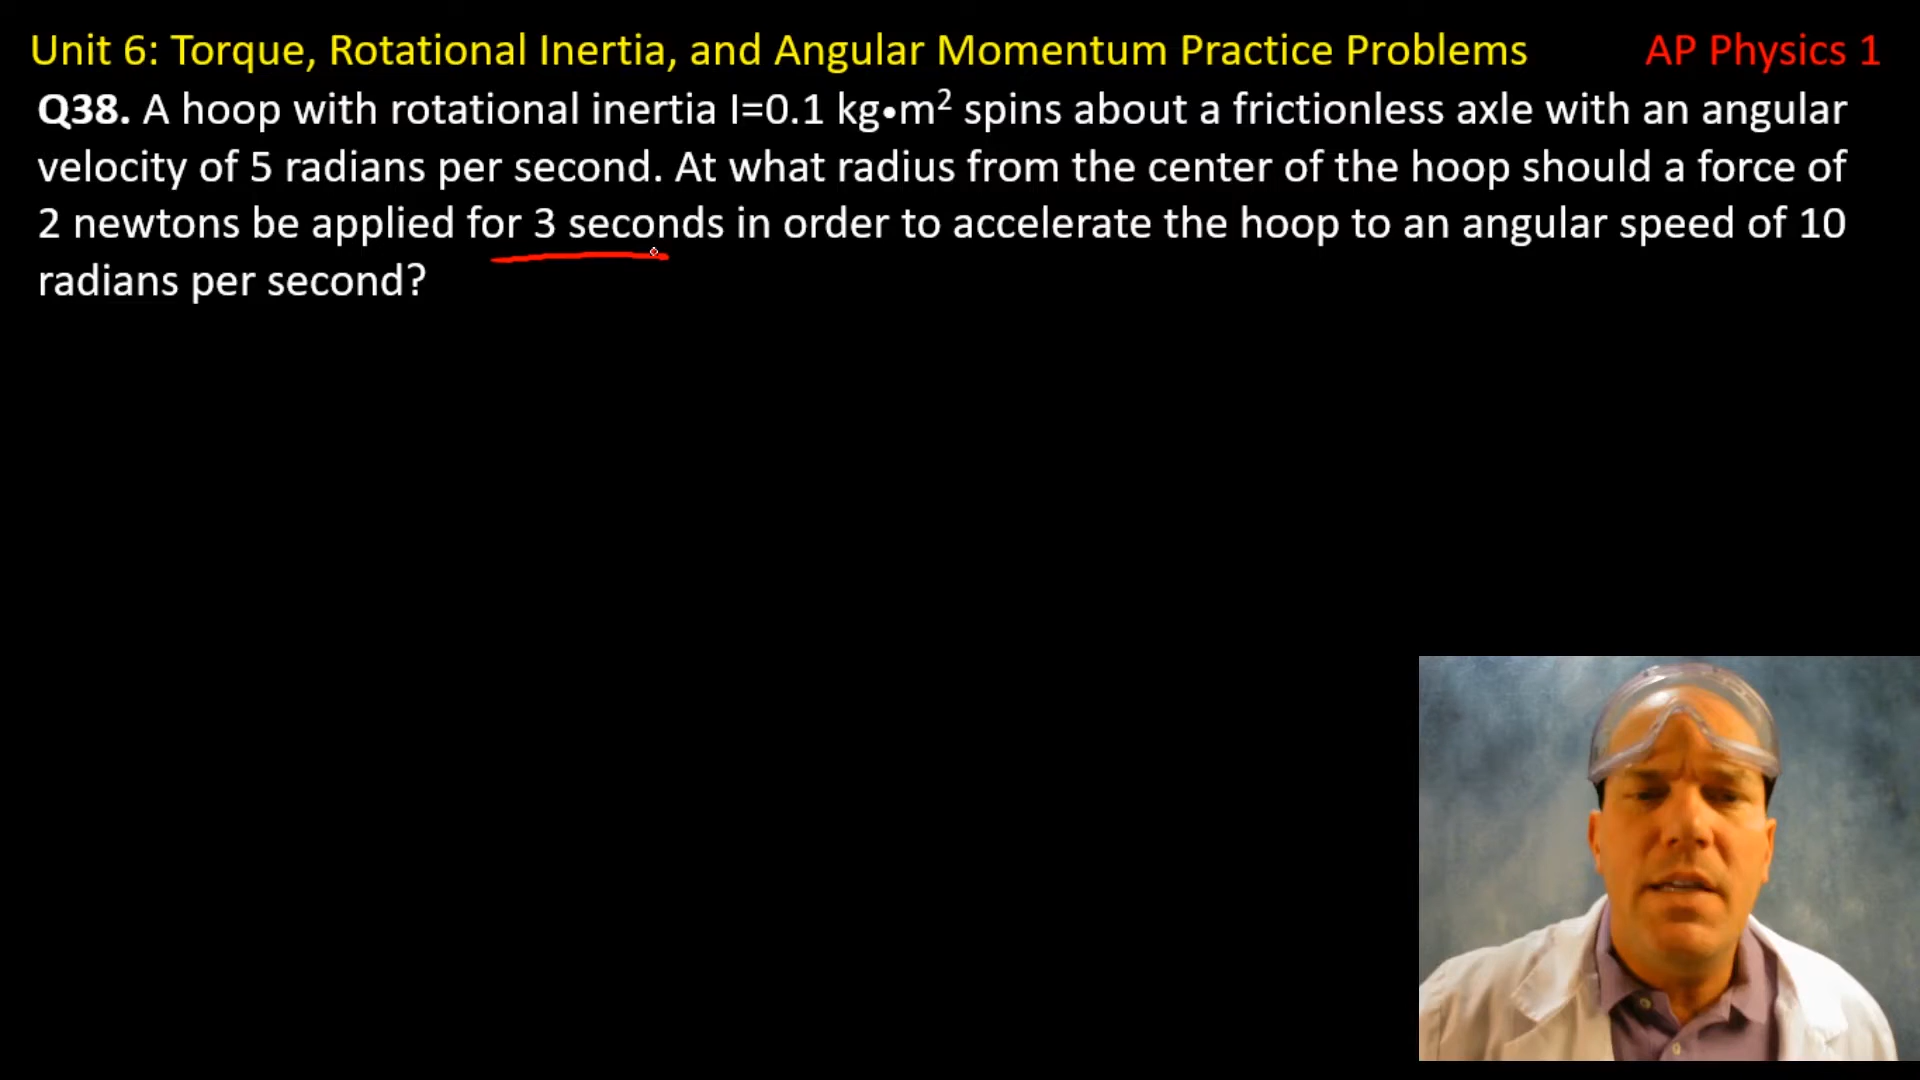 Unit 6: Torque, Rotational Inertia, and Angular Momentum Practice Problems AP Physics 1
Q38. A hoop with rotational inertia I=0.1 kg•m² spins about a frictionless axle with an angular
velocity of 5 radians per second. At what radius from the center of the hoop should a force of
2 newtons be applied for 3 seconds in order to accelerate the hoop to an angular speed of 10
radians per second?